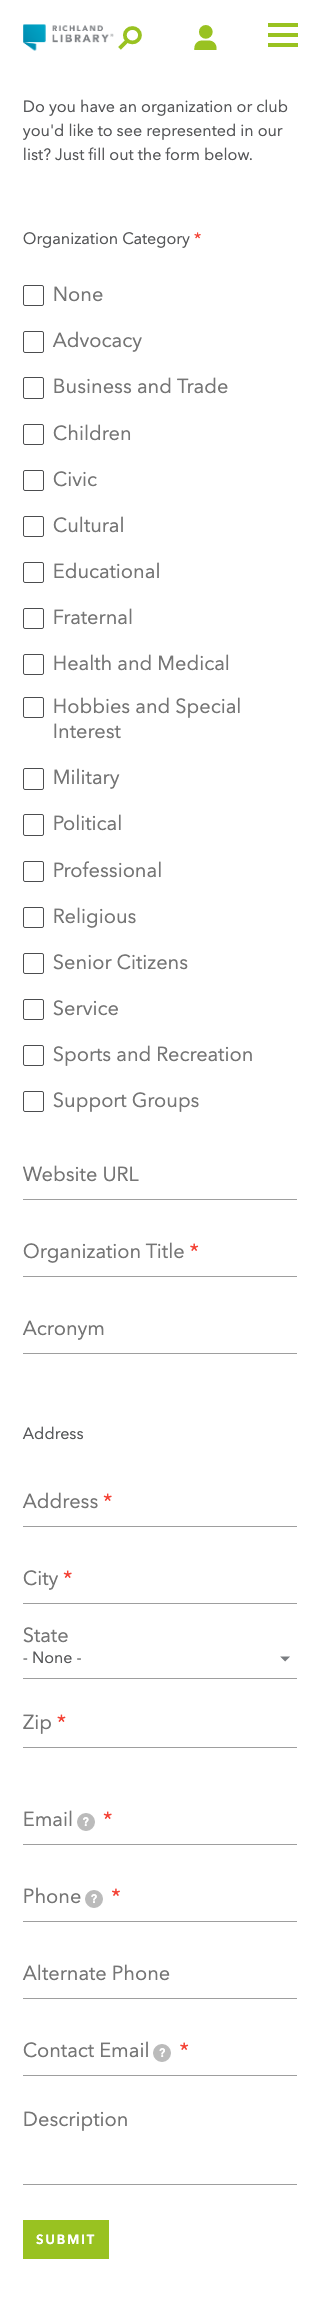 RICHLAND
LIBRARY
Do you have an organization or club
you'd like to see represented in our
list? Just fill out the form below.
Organization Category *
None
Advocacy
Business and Trade
Children
Civic
Cultural
Educational
Fraternal
Health and Medical
Hobbies and Special
Interest
Military
Political
Professional
Religious
Senior Citizens
Service
Sports and Recreation
Support Groups
Website URL
Organization Title *
Acronym
Address
Address *
City *
State
- None -
Zip *
Email ? *
Phone ? *
Alternate Phone
Contact Email ? *
Description
SUBMIT